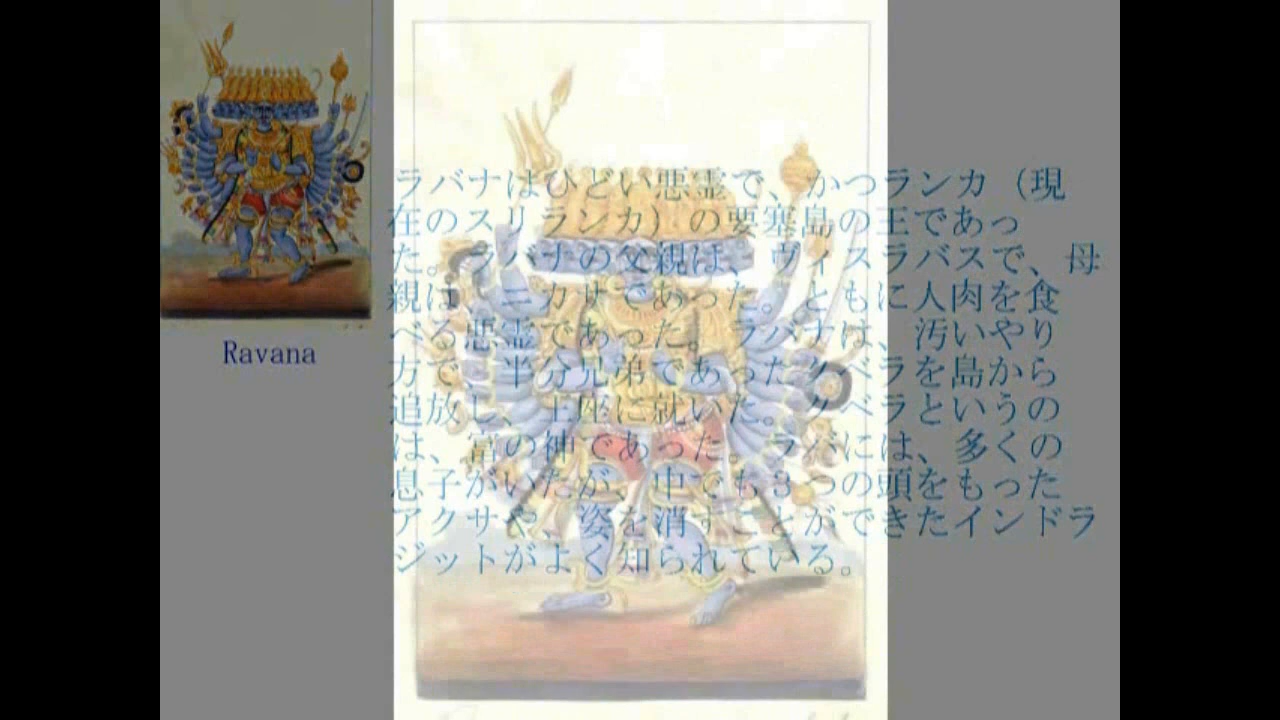 Ravana
ラバナはひどい悪霊で、かつランカ（現
在のスリランカ）の要塞島の王であっ
た。ラバナの父親は、ヴィスラバスで、母
親は、ニカサであった。ともに人肉を食
べる悪霊であった。ラバナは、汚いやり
方で、半分兄弟であったクベラを島から
追放し、王座に就いた。クベラというの
は、富の神であった。ラバには、多くの
息子がいたが、中でも３つの頭をもった
アクサや、姿を消すことができたインドラ
ジットがよく知られている。